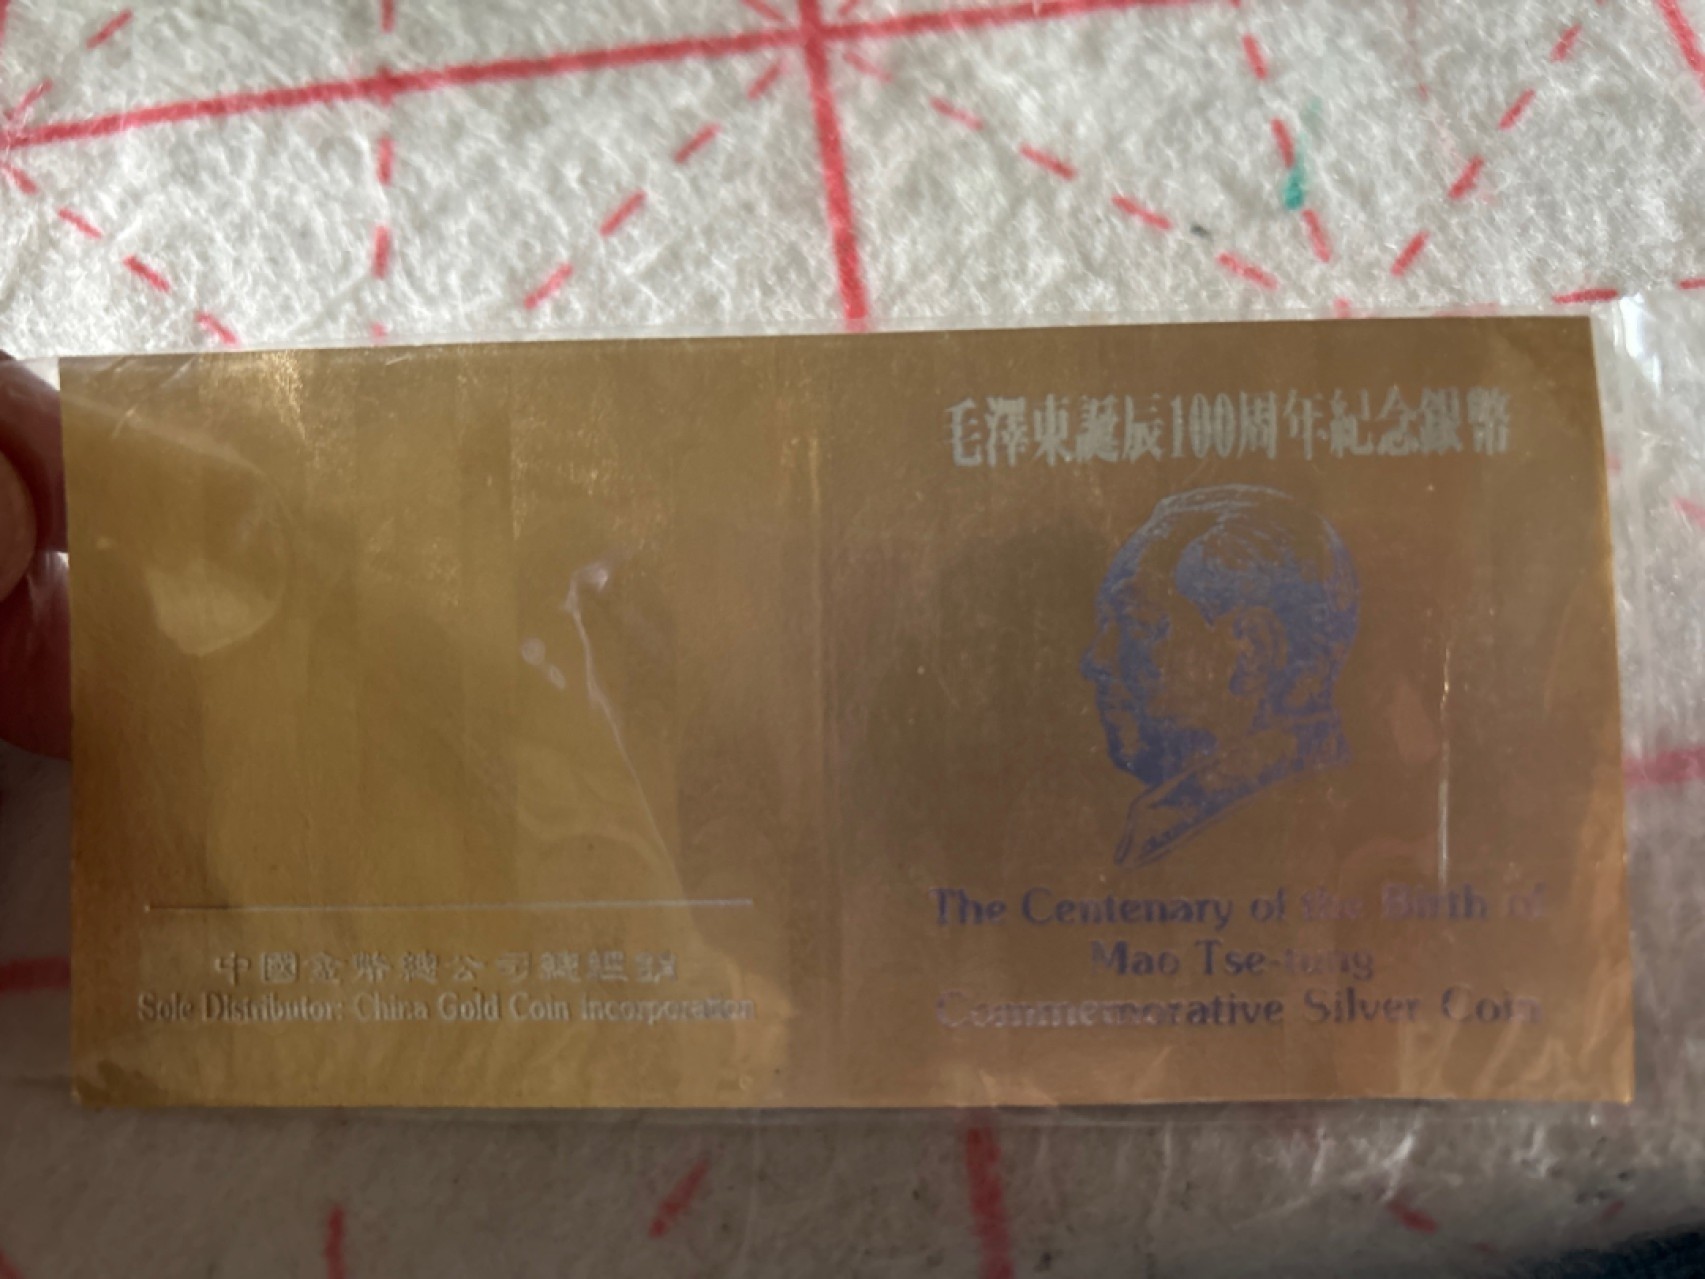 毛澤東誕辰100周年紀念銀幣
The Centenary of the Birth of
Mao Tse-tung
Commemorative Silver Coin
中國金幣總公司總經銷
Sole Distributor: China Gold Coin Incorporation